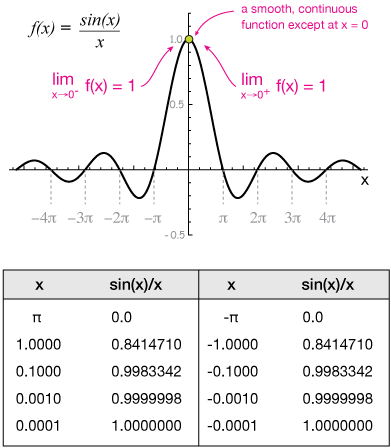 a smooth, continuous
function except at x = 0
f(x) = sin(x)/x
1.0
lim x→0⁻ f(x) = 1
lim x→0⁺ f(x) = 1
0.5
x
−4π −3π −2π −π π 2π 3π 4π
-0.5
x sin(x)/x x sin(x)/x
π 0.0 -π 0.0
1.0000 0.8414710 -1.0000 0.8414710
0.1000 0.9983342 -0.1000 0.9983342
0.0010 0.9999998 -0.0010 0.9999998
0.0001 1.0000000 -0.0001 1.0000000